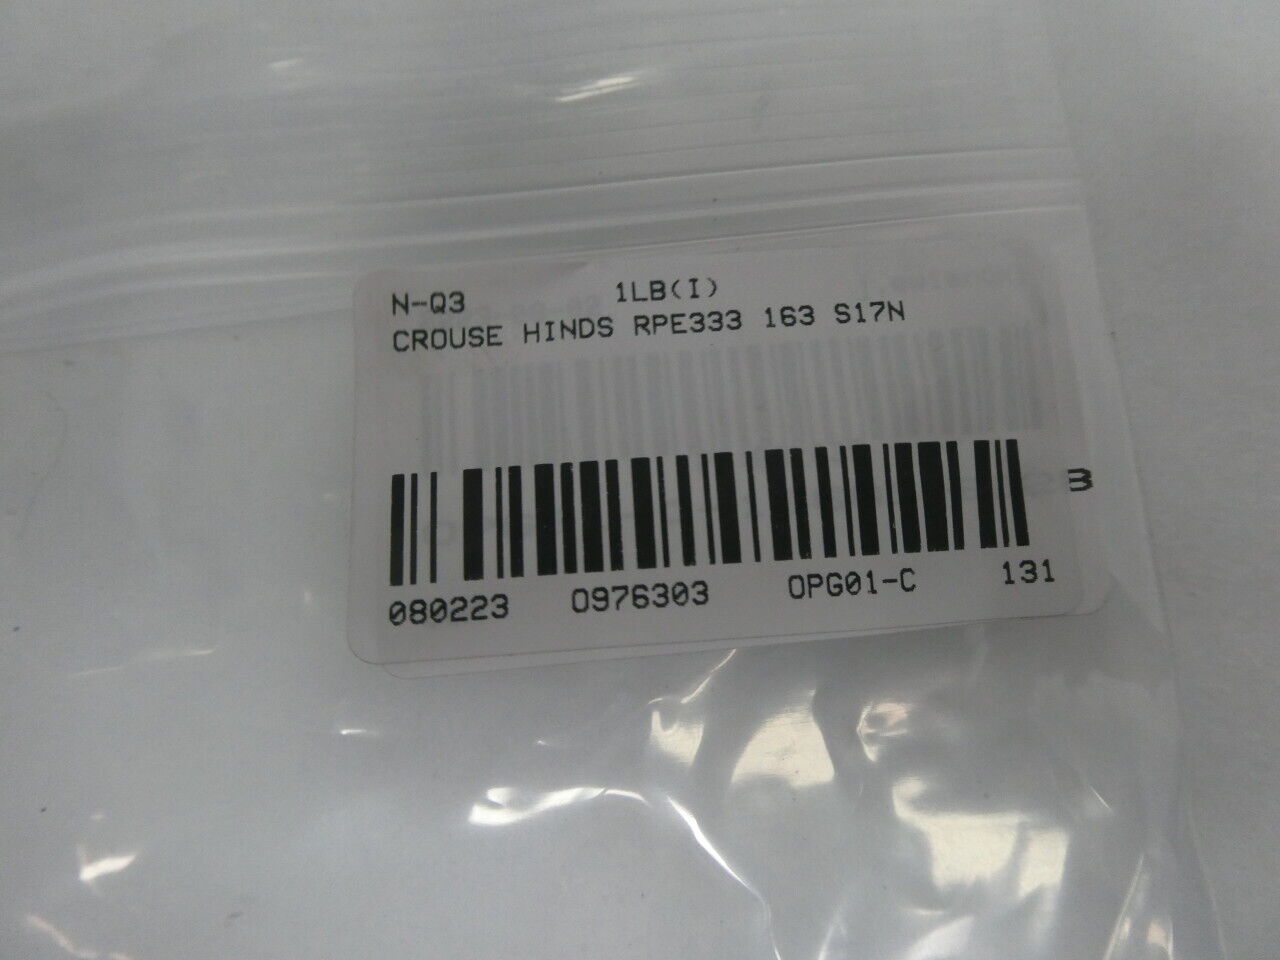 N-Q3 1LB(I)
CROUSE HINDS RPE333 163 S17N
3
080223 0976303 OPG01-C 131